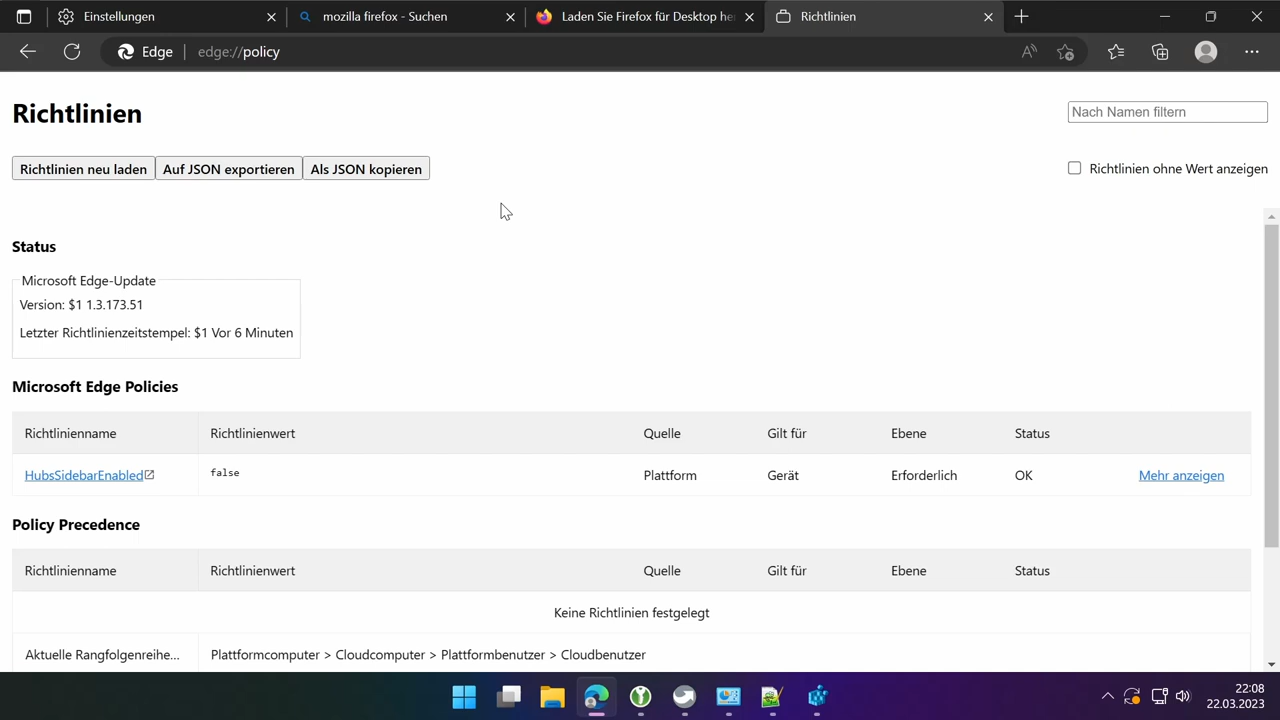 Einstellungen
mozilla firefox - Suchen
Laden Sie Firefox für Desktop he
Richtlinien
Edge
edge://policy
Richtlinien
Nach Namen filtern
Richtlinien neu laden
Auf JSON exportieren
Als JSON kopieren
Richtlinien ohne Wert anzeigen
Status
Microsoft Edge-Update
Version: $1 1.3.173.51
Letzter Richtlinienzeitstempel: $1 Vor 6 Minuten
Microsoft Edge Policies
Richtlinienname Richtlinienwert Quelle Gilt für Ebene Status
HubsSidebarEnabled false Plattform Gerät Erforderlich OK Mehr anzeigen
Policy Precedence
Richtlinienname Richtlinienwert Quelle Gilt für Ebene Status
Keine Richtlinien festgelegt
Aktuelle Rangfolgenreihe... Plattformcomputer > Cloudcomputer > Plattformbenutzer > Cloudbenutzer
22:08
22.03.2023